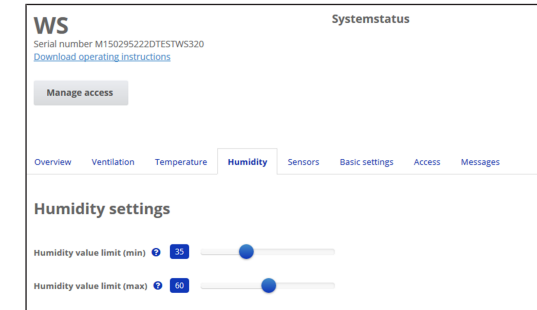 WS
Systemstatus
Serial number M150295222DTESTWS320
Download operating instructions
Manage access
Overview Ventilation Temperature Humidity Sensors Basic settings Access Messages
Humidity settings
Humidity value limit (min) ? 35
Humidity value limit (max) ? 60